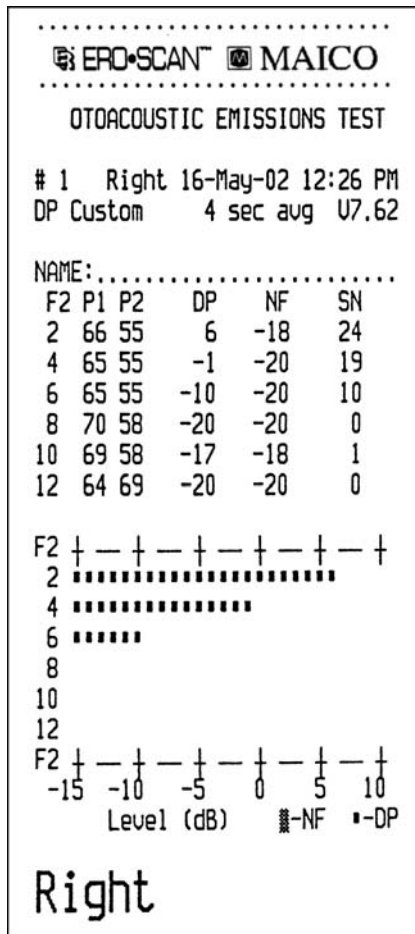 ERO•SCAN™ MAICO
OTOACOUSTIC EMISSIONS TEST
# 1 Right 16-May-02 12:26 PM
DP Custom 4 sec avg V7.62
NAME:..........................
F2 P1 P2 DP NF SN
2 66 55 6 -18 24
4 65 55 -1 -20 19
6 65 55 -10 -20 10
8 70 58 -20 -20 0
10 69 58 -17 -18 1
12 64 69 -20 -20 0
F2
2
4
6
8
10
12
F2
-15 -10 -5 0 5 10
Level (dB) -NF -DP
Right